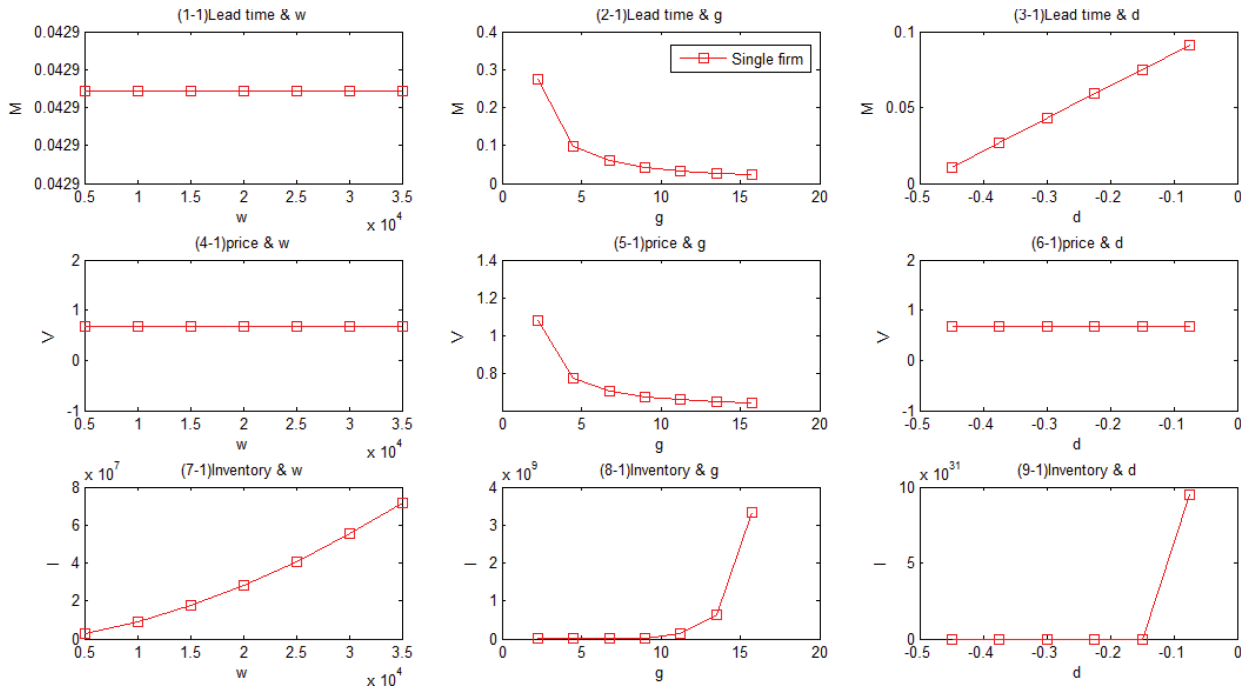 (1-1)Lead time & w
0.0429
0.0429
0.0429
0.0429
0.0429
M
0.5 1 1.5 2 2.5 3 3.5
w
x 10^4
(2-1)Lead time & g
Single firm
0.4
0.3
0.2
0.1
0
M
0 5 10 15 20
g
(3-1)Lead time & d
0.1
0.05
0
M
-0.5 -0.4 -0.3 -0.2 -0.1 0
d
(4-1)price & w
2
1
0
-1
V
0.5 1 1.5 2 2.5 3 3.5
w
x 10^4
(5-1)price & g
1.4
1.2
1
0.8
V
0 5 10 15 20
g
(6-1)price & d
2
1
0
-1
V
-0.5 -0.4 -0.3 -0.2 -0.1 0
d
x 10^7
(7-1)Inventory & w
8
6
4
2
0
I
0.5 1 1.5 2 2.5 3 3.5
w
x 10^4
x 10^9
(8-1)Inventory & g
4
3
2
1
0
I
0 5 10 15 20
g
x 10^31
(9-1)Inventory & d
10
5
0
I
-0.5 -0.4 -0.3 -0.2 -0.1 0
d